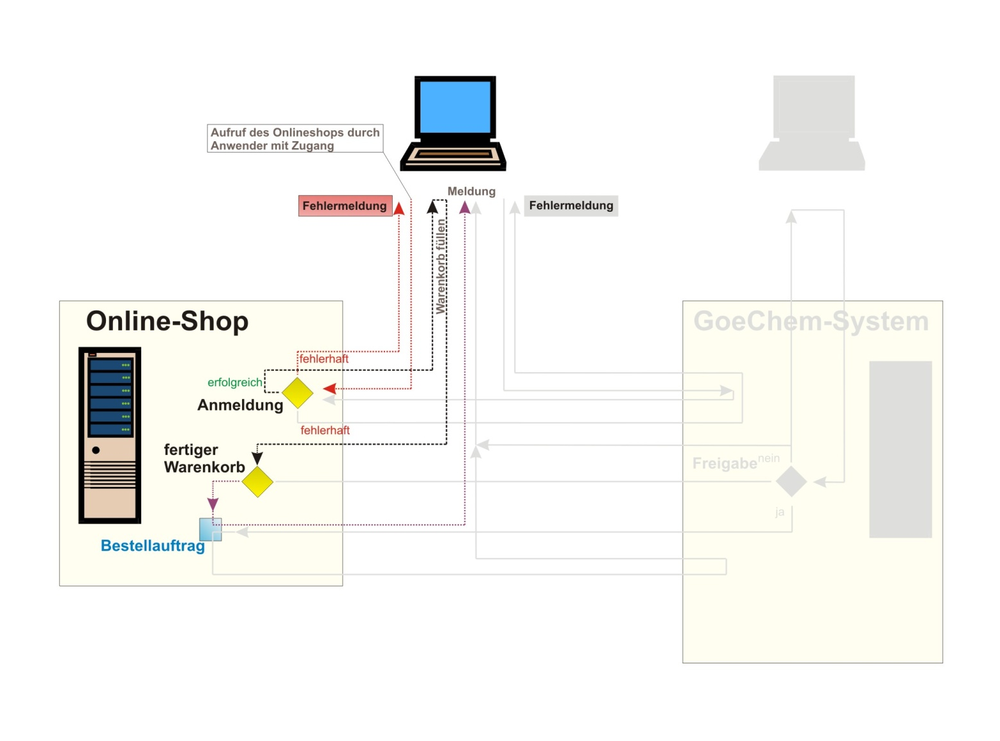 Aufruf des Onlineshops durch
Anwender mit Zugang
Meldung
Fehlermeldung
Fehlermeldung
Warenkorb füllen
Online-Shop
GoeChem-System
fehlerhaft
erfolgreich
Anmeldung
fehlerhaft
fertiger
Warenkorb
Freigabe nein
ja
Bestellauftrag